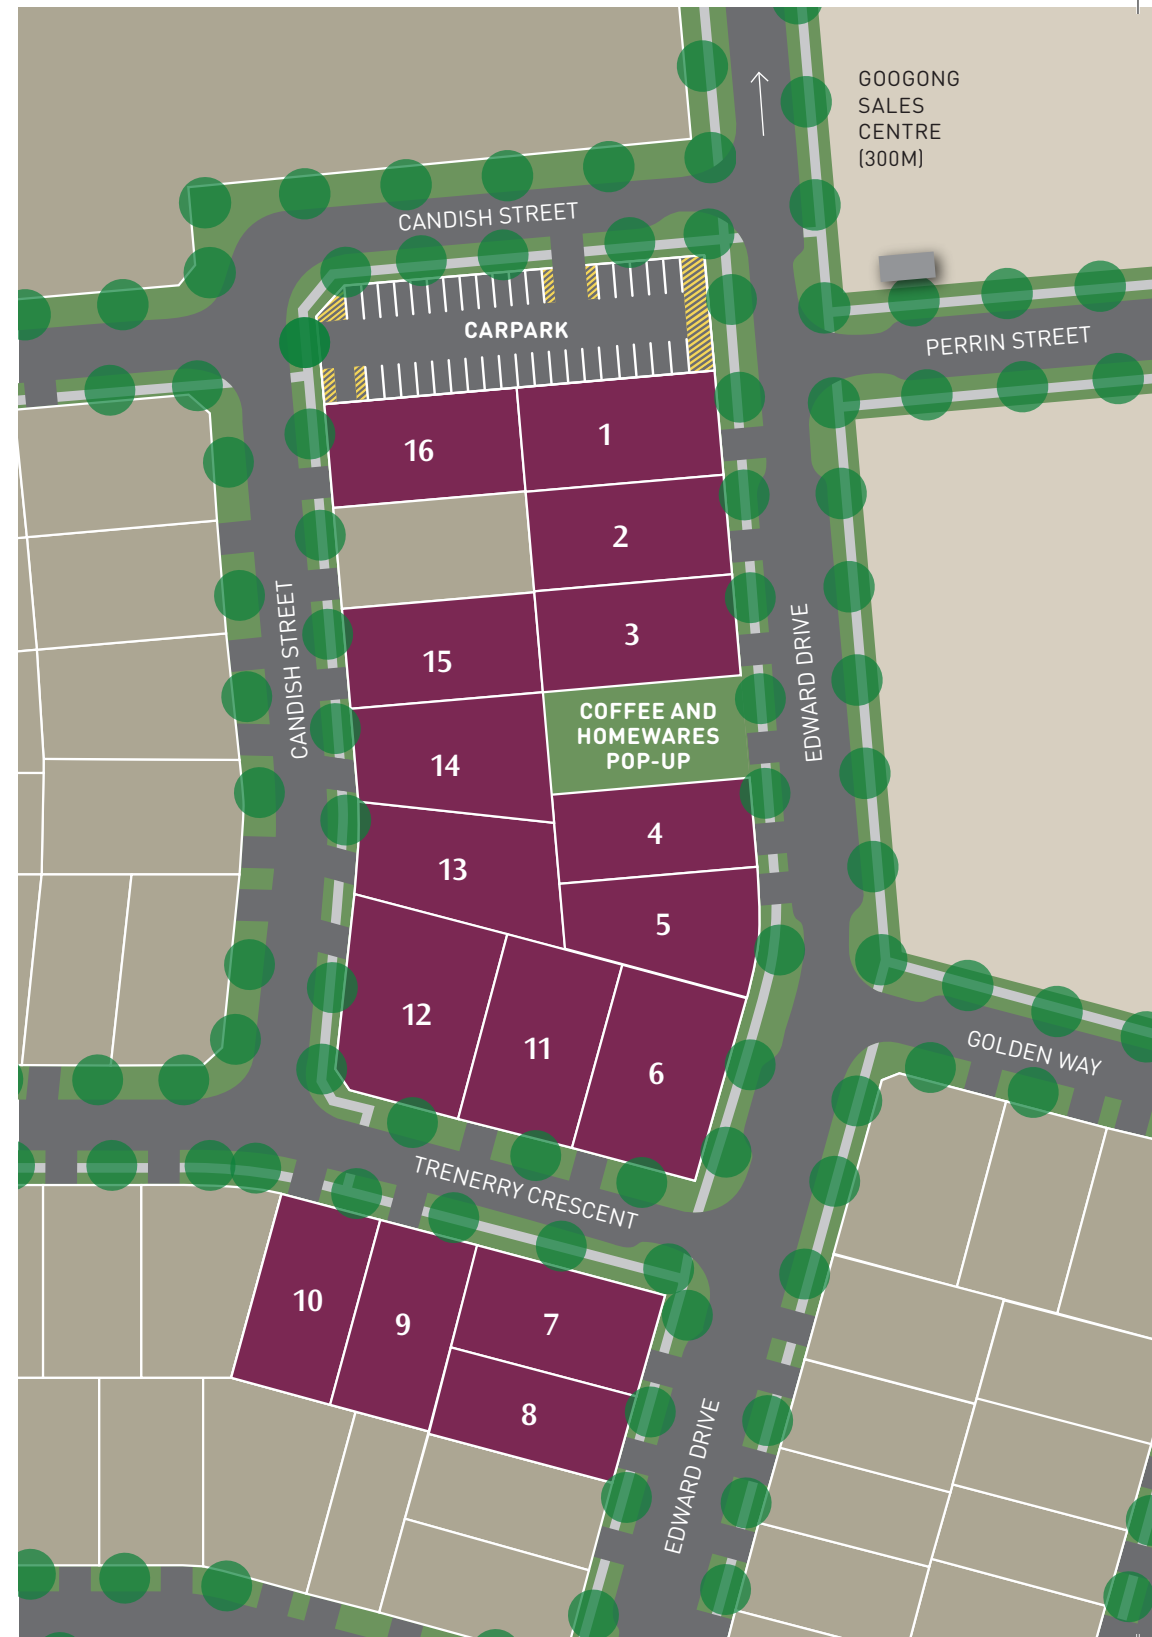 GOOGONG
SALES
CENTRE
(300M)
CANDISH STREET
CARPARK
PERRIN STREET
16
1
2
3
15
CANDISH STREET
EDWARD DRIVE
COFFEE AND
HOMEWARES
POP-UP
14
4
13
5
12
11
6
GOLDEN WAY
TRENERRY CRESCENT
10
9
7
8
EDWARD DRIVE